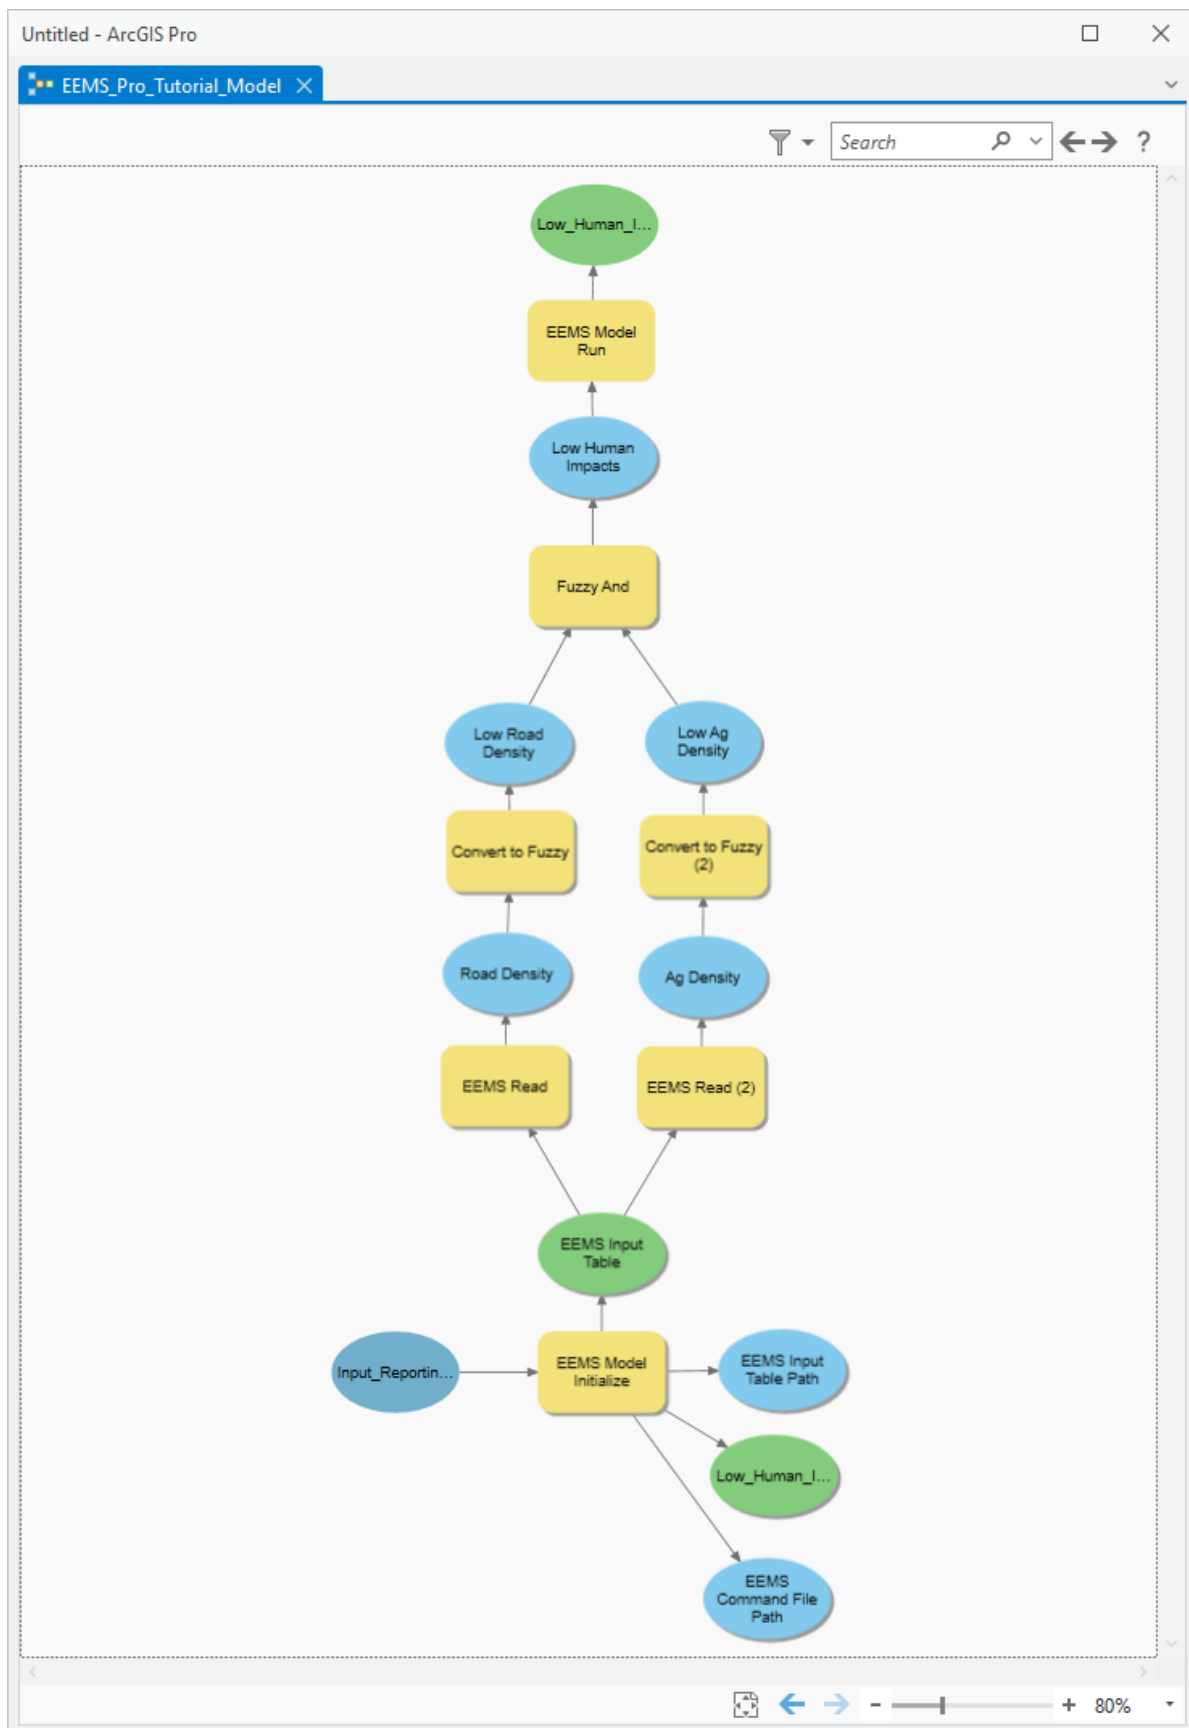 Untitled - ArcGIS Pro
EEMS_Pro_Tutorial_Model
Search
?
Low_Human_I...
EEMS Model
Run
Low Human
Impacts
Fuzzy And
Low Road
Density
Low Ag
Density
Convert to Fuzzy
Convert to Fuzzy
(2)
Road Density
Ag Density
EEMS Read
EEMS Read (2)
EEMS Input
Table
Input_Reportin...
EEMS Model
Initialize
EEMS Input
Table Path
Low_Human_I...
EEMS
Command File
Path
- + 80%